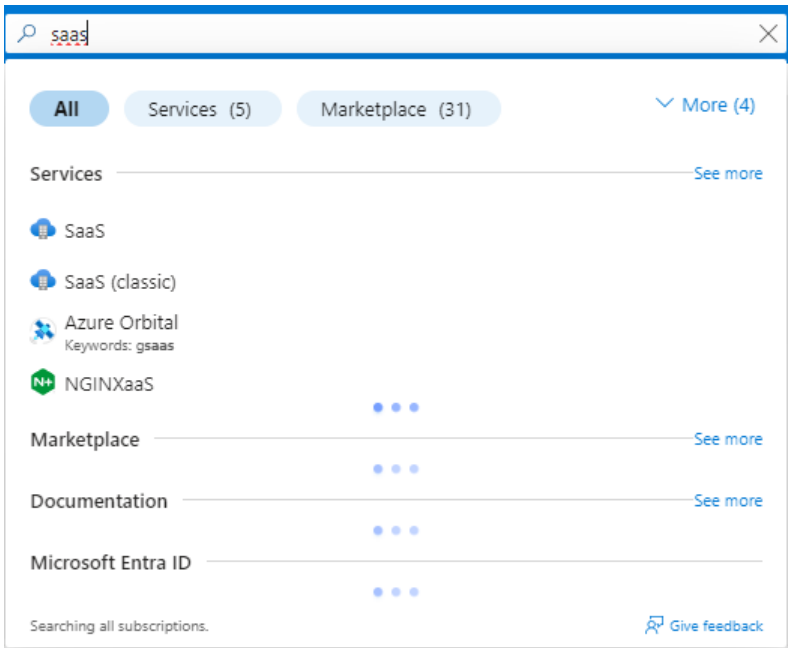 saas
All Services (5) Marketplace (31) More (4)
Services See more
SaaS
SaaS (classic)
Azure Orbital
Keywords: gsaas
N+ NGINXaaS
Marketplace See more
Documentation See more
Microsoft Entra ID
Searching all subscriptions. Give feedback